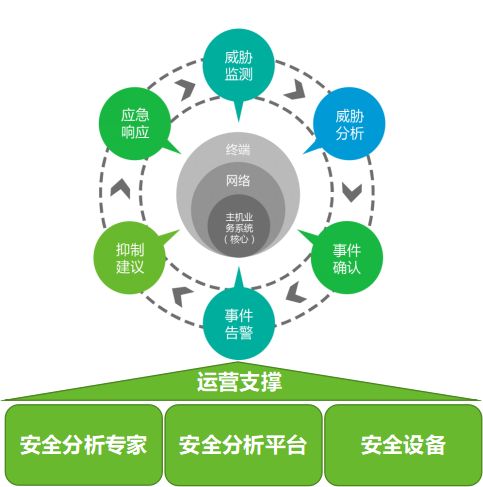 威胁
监测
威胁
分析
事件
确认
事件
告警
抑制
建议
应急
响应
终端
网络
主机业
务系统
（核心）
运营支撑
安全分析专家
安全分析平台
安全设备